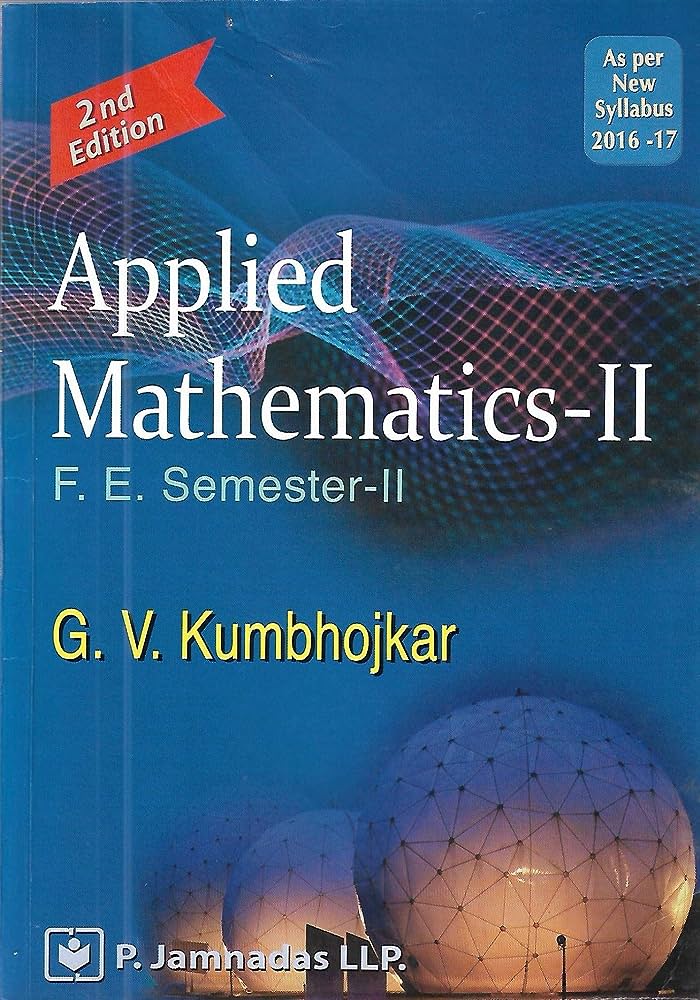 2nd
Edition
As per
New
Syllabus
2016 -17
Applied
Mathematics-II
F. E. Semester-II
G. V. Kumbhojkar
P. Jamnadas LLP.